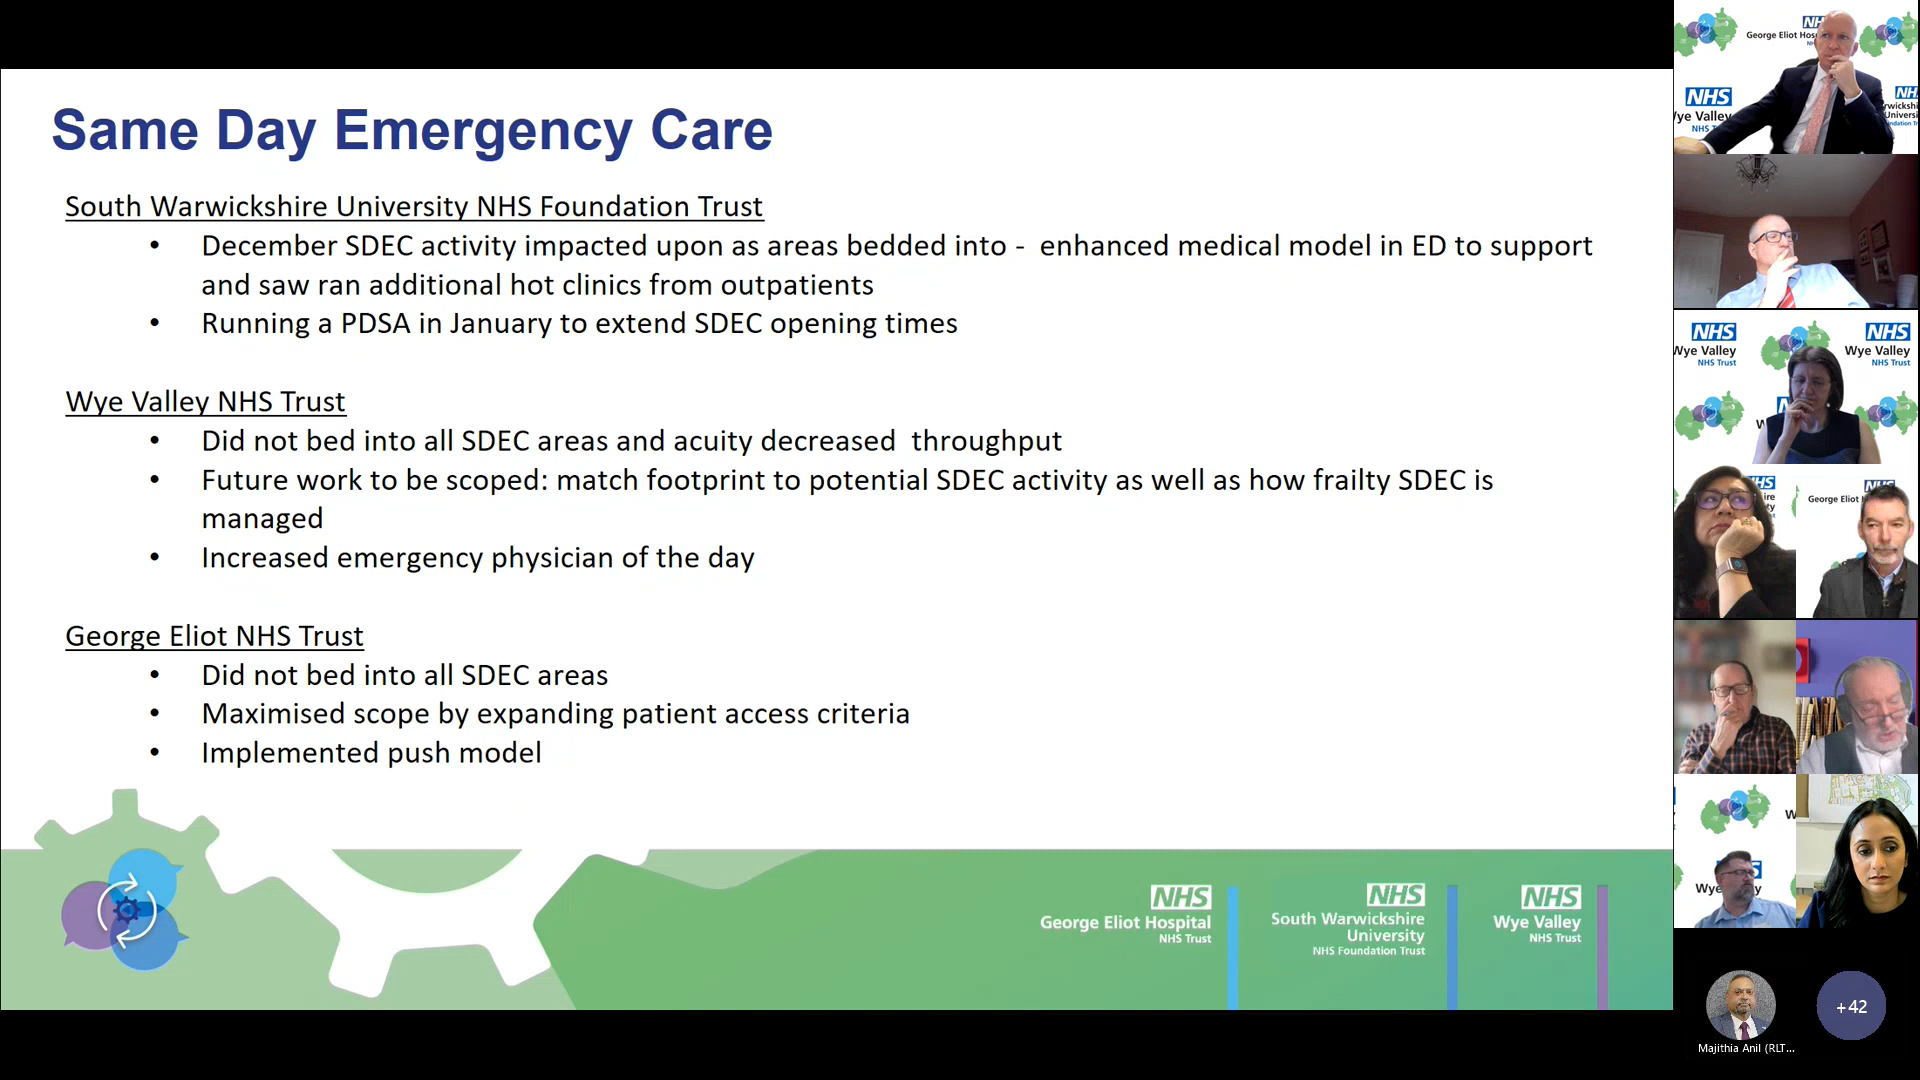 Same Day Emergency Care
South Warwickshire University NHS Foundation Trust
• December SDEC activity impacted upon as areas bedded into - enhanced medical model in ED to support
and saw ran additional hot clinics from outpatients
• Running a PDSA in January to extend SDEC opening times
Wye Valley NHS Trust
• Did not bed into all SDEC areas and acuity decreased throughput
• Future work to be scoped: match footprint to potential SDEC activity as well as how frailty SDEC is
managed
• Increased emergency physician of the day
George Eliot NHS Trust
• Did not bed into all SDEC areas
• Maximised scope by expanding patient access criteria
• Implemented push model
NHS
George Eliot Hospital
NHS Trust
NHS
South Warwickshire
University
NHS Foundation Trust
NHS
Wye Valley
NHS Trust
George Eliot
NHS
Wye Valley
NHS
Wye Valley
NHS Trust
NHS
Wye Valley
NHS Trust
George Eliot
Majithia Anil (RLT...
+42